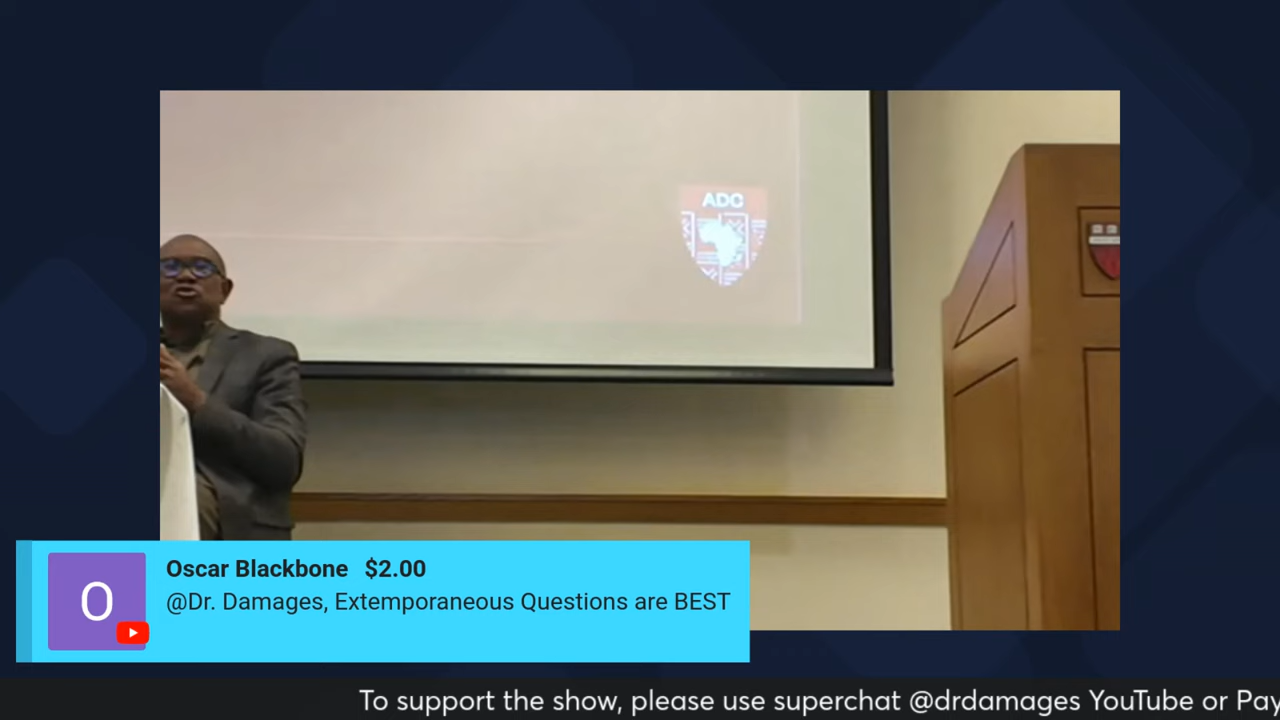 ADC
O
Oscar Blackbone $2.00
@Dr. Damages, Extemporaneous Questions are BEST
To support the show, please use superchat @drdamages YouTube or Pay